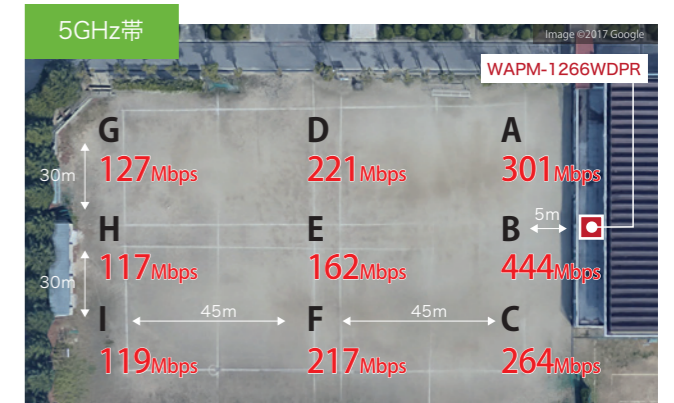 5GHz帯
Image ©2017 Google
WAPM-1266WDPR
G
D
A
127Mbps
221Mbps
301Mbps
30m
5m
H
E
B
117Mbps
162Mbps
444Mbps
30m
45m
45m
I
F
C
119Mbps
217Mbps
264Mbps